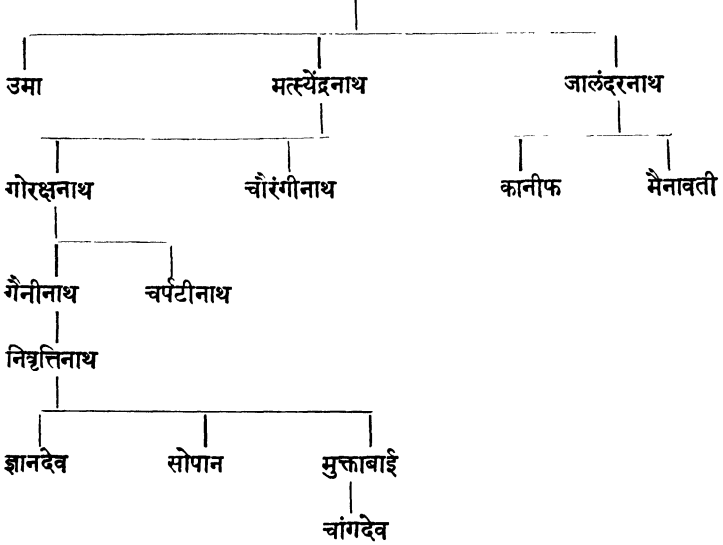 उमा मत्स्येंद्रनाथ जालंदरनाथ
गोरक्षनाथ चौरंगीनाथ कानीफ मैनावती
गैनीनाथ चर्पटीनाथ
निवृत्तिनाथ
ज्ञानदेव सोपान मुक्ताबाई
चांगदेव